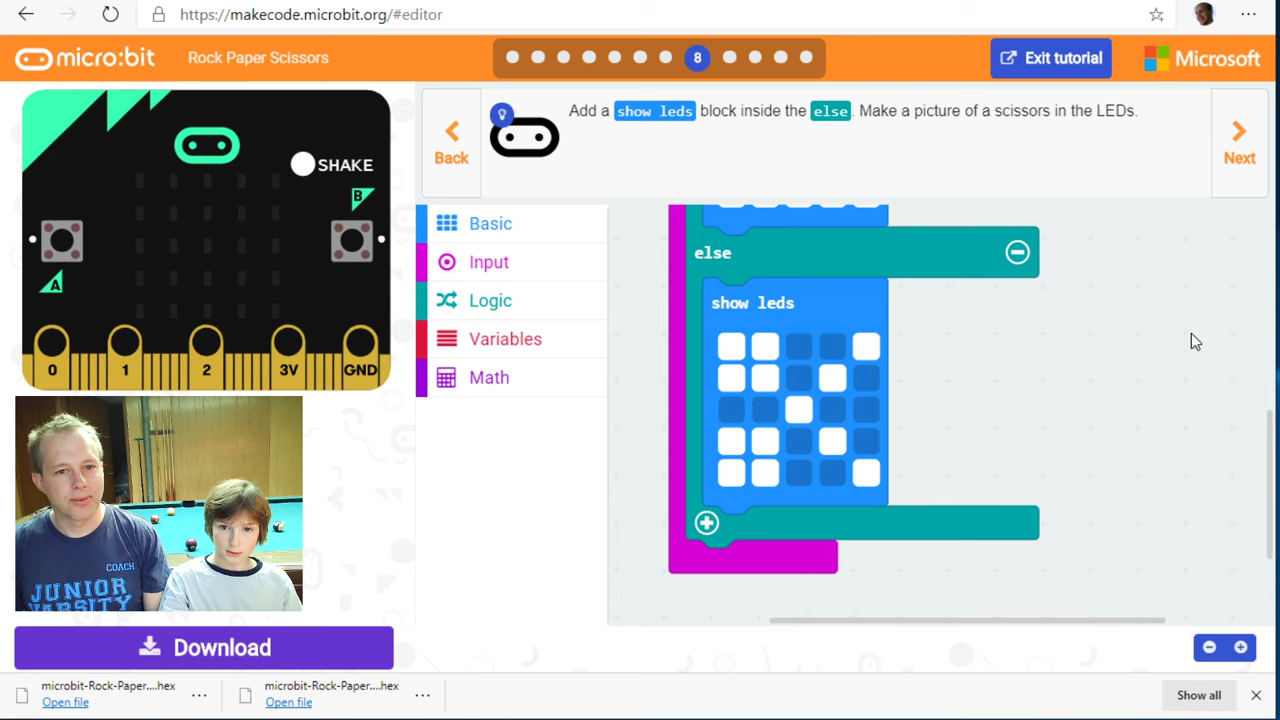 https://makecode.microbit.org/#editor
micro:bit
Rock Paper Scissors
8
Exit tutorial
Microsoft
SHAKE
B
A
0 1 2 3V GND
Back
Add a show leds block inside the else. Make a picture of a scissors in the LEDs.
Next
Basic
Input
Logic
Variables
Math
else
show leds
COACH
JUNIOR
VARSITY
Download
microbit-Rock-Paper....hex
Open file
microbit-Rock-Paper....hex
Open file
Show all